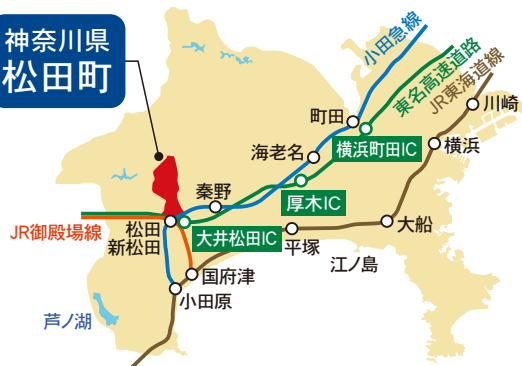 神奈川県
松田町
小田急線
東名高速道路
JR東海道線
町田
川崎
海老名
横浜町田IC
横浜
秦野
厚木IC
松田
新松田
大井松田IC
大船
JR御殿場線
平塚
江ノ島
国府津
小田原
芦ノ湖